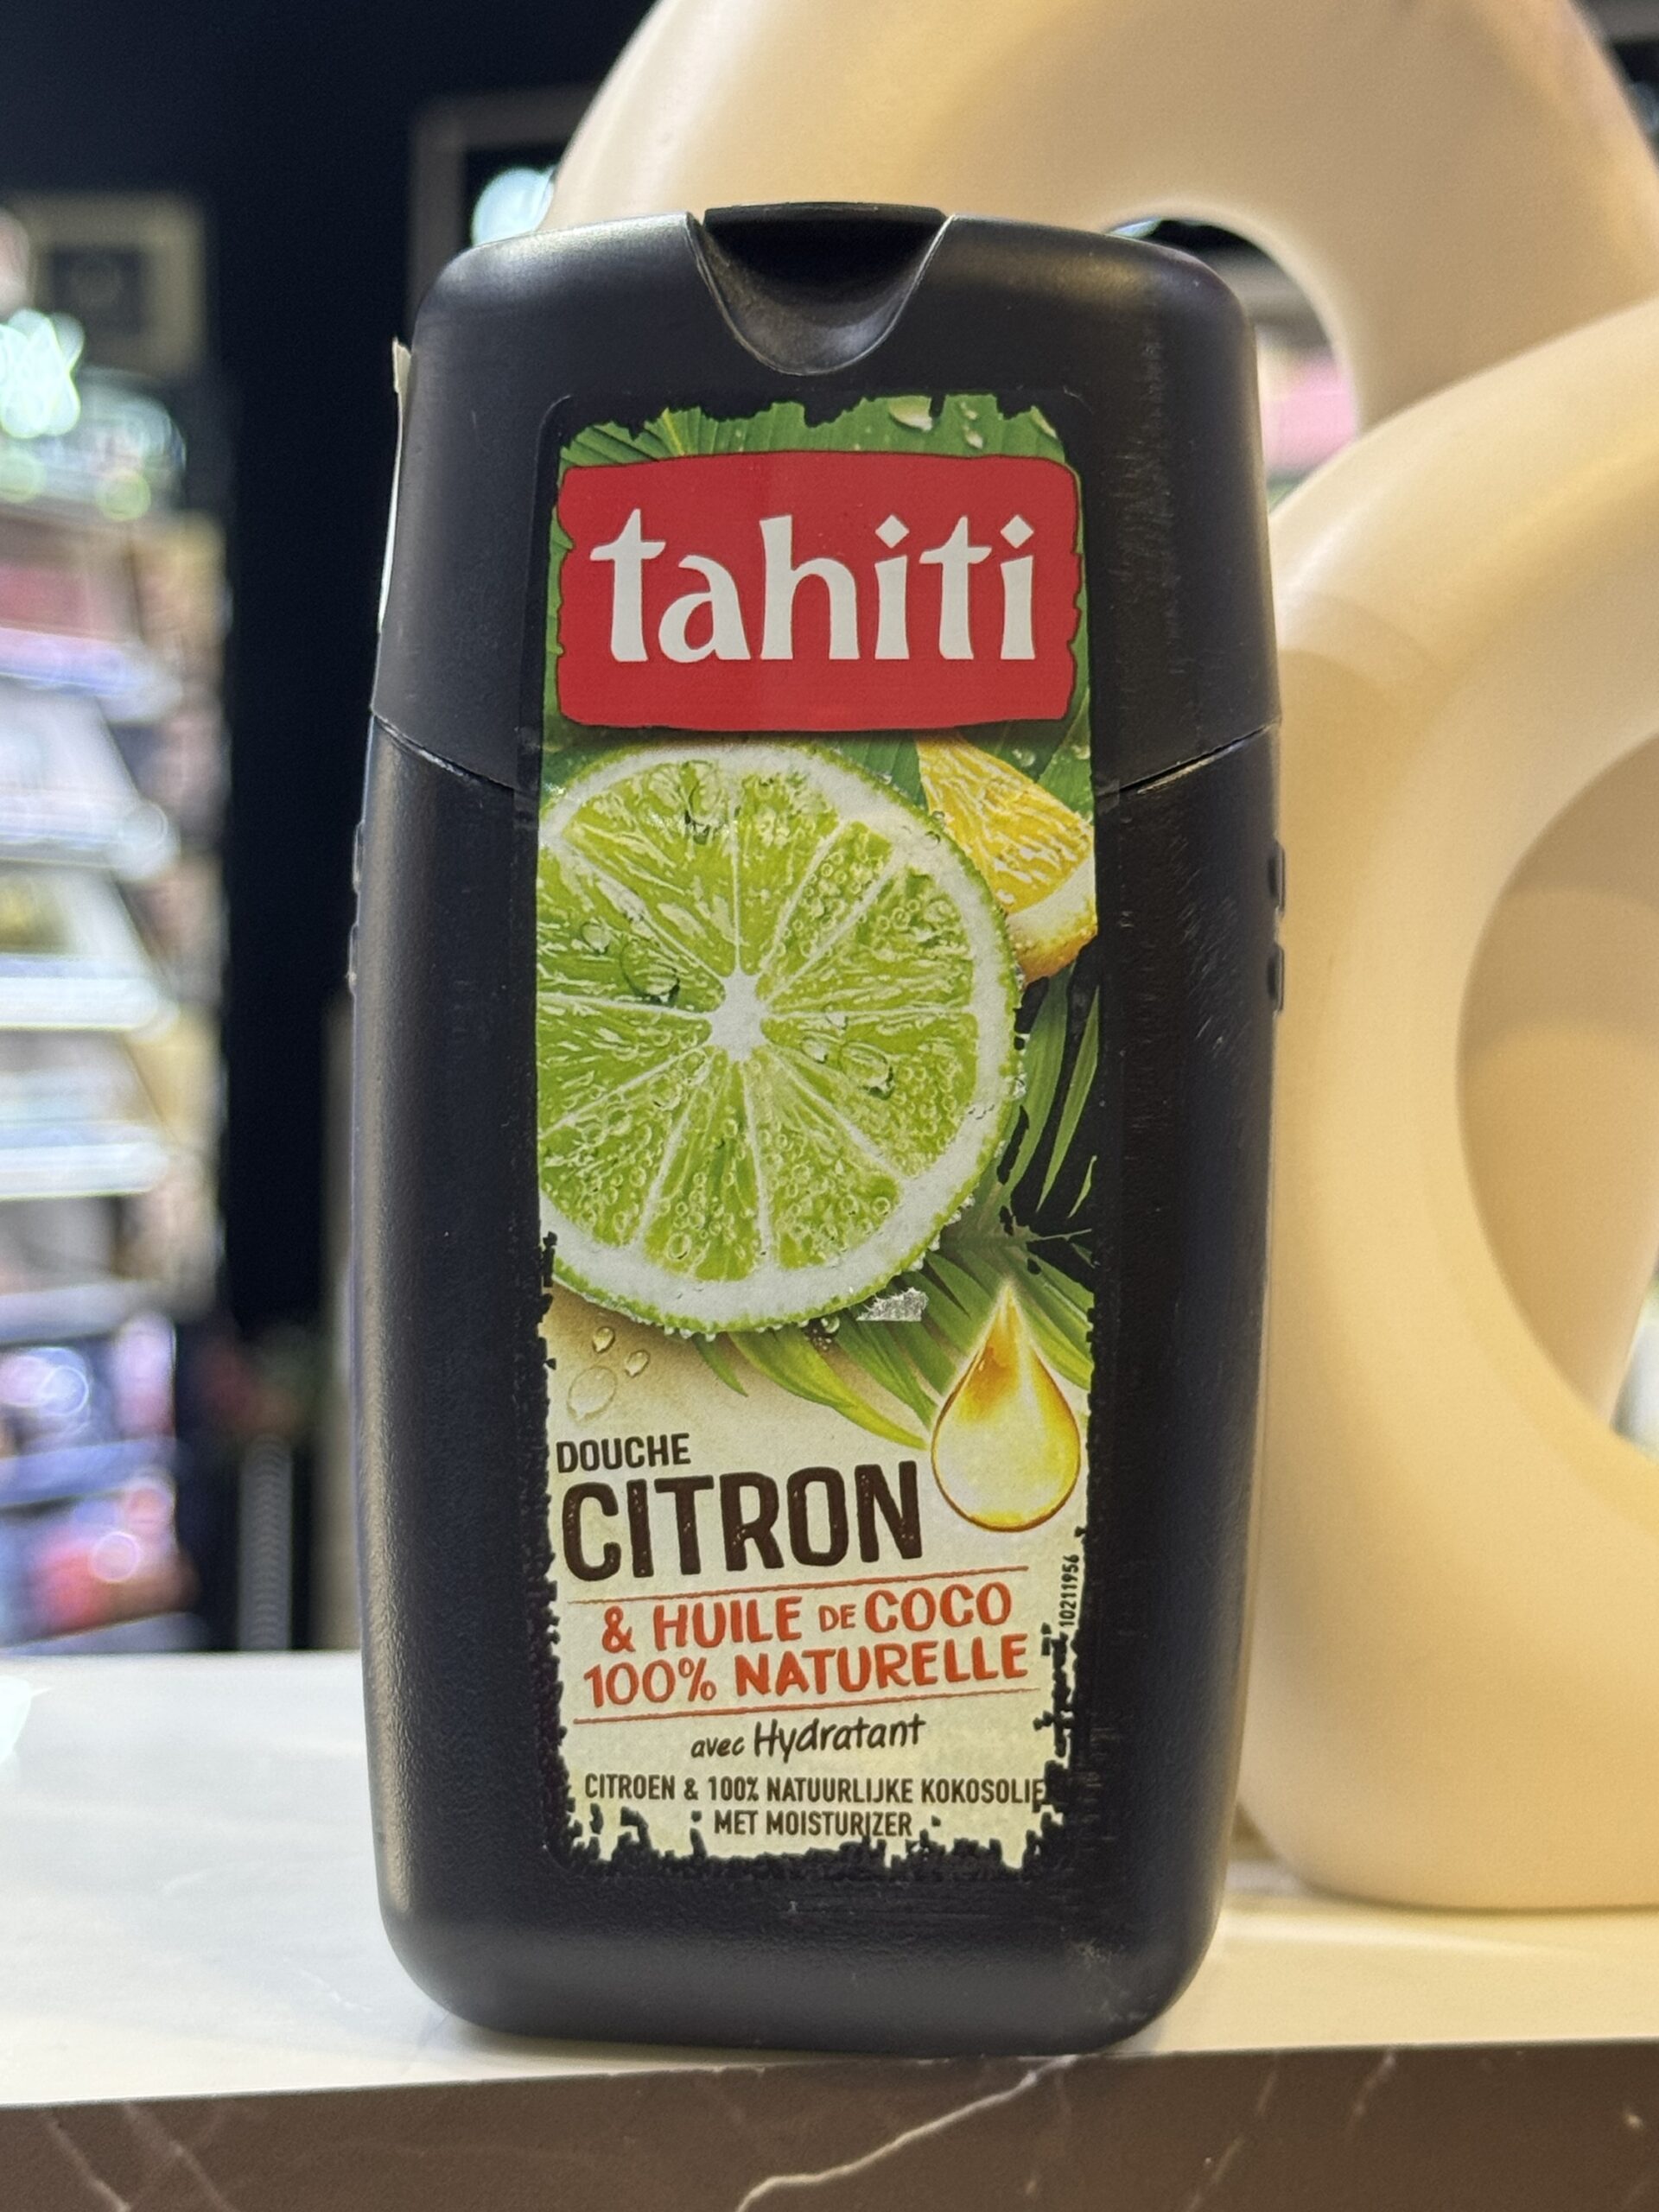 tahiti
DOUCHE
CITRON
& HUILE DE COCO
100% NATURELLE
avec Hydratant
CITROEN & 100% NATUURLIJKE KOKOSOLIE
MET MOISTURIZER
10211956